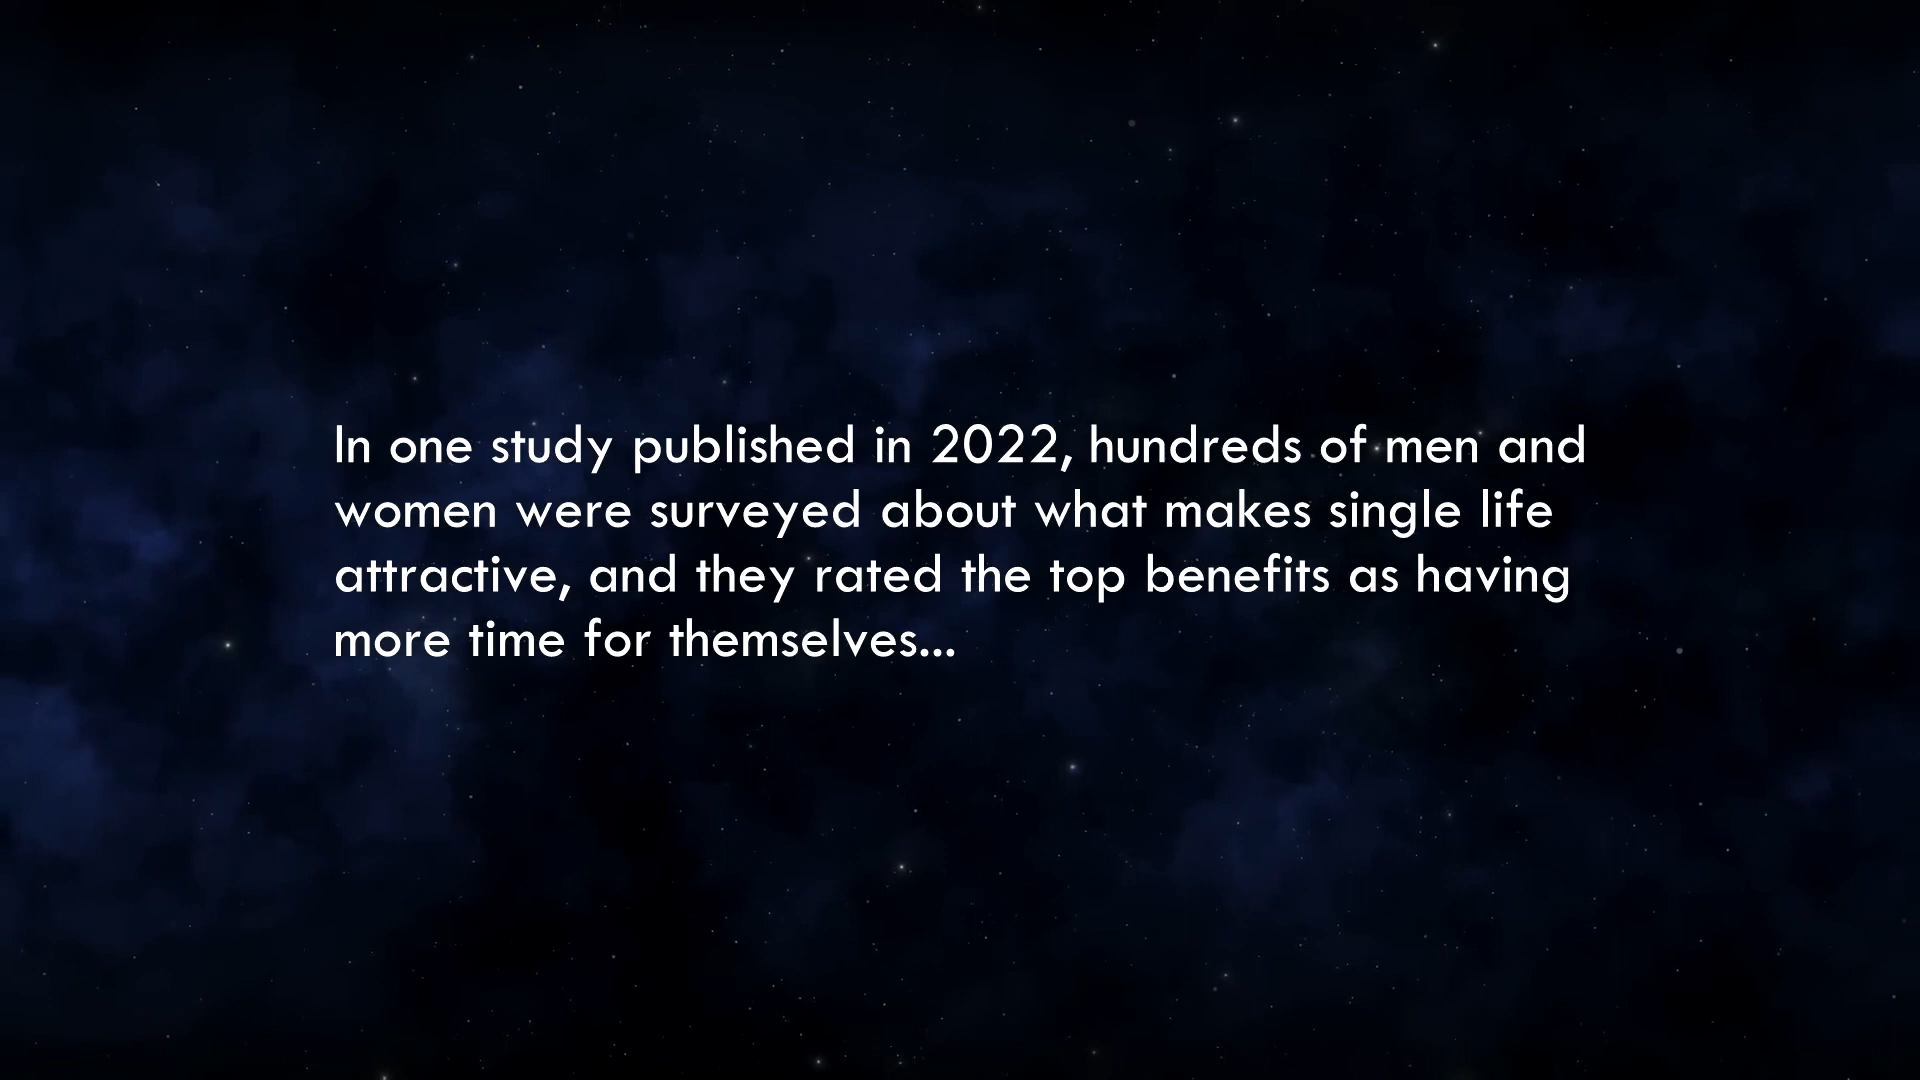 In one study published in 2022, hundreds of men and
women were surveyed about what makes single life
attractive, and they rated the top benefits as having
more time for themselves...